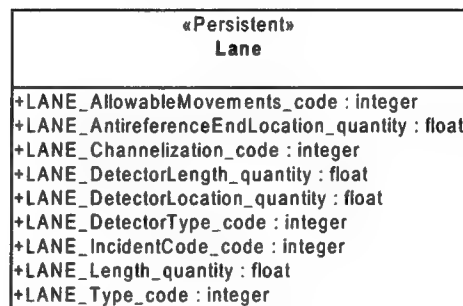 «Persistent»
Lane
+LANE_AllowableMovements_code : integer
+LANE_AntireferenceEndLocation_quantity : float
+LANE_Channelization_code : integer
+LANE_DetectorLength_quantity : float
+LANE_DetectorLocation_quantity : float
+LANE_DetectorType_code : integer
+LANE_IncidentCode_code : integer
+LANE_Length_quantity : float
+LANE_Type_code : integer